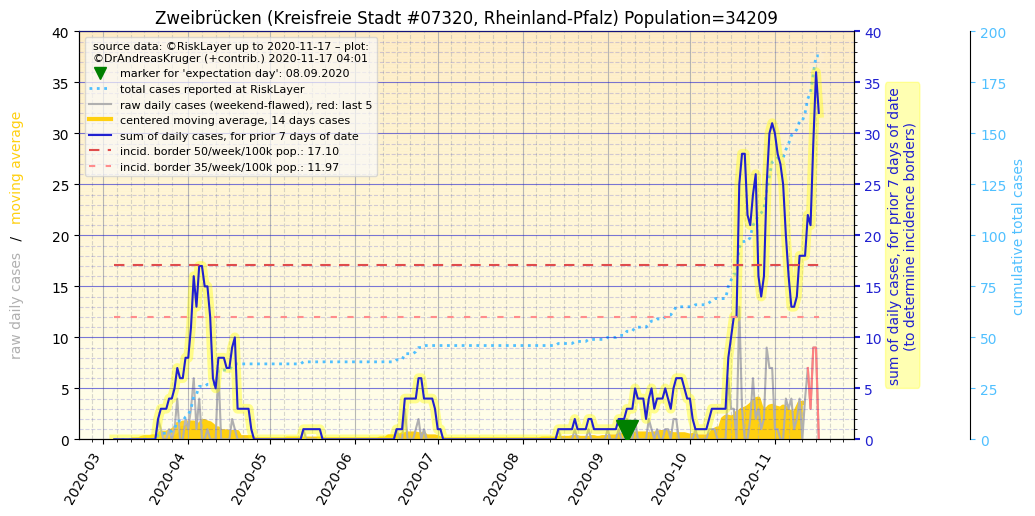 Zweibrücken (Kreisfreie Stadt #07320, Rheinland-Pfalz) Population=34209
source data: ©RiskLayer up to 2020-11-17 – plot:
©DrAndreasKruger (+contrib.) 2020-11-17 04:01
marker for 'expectation day': 08.09.2020
total cases reported at RiskLayer
raw daily cases (weekend-flawed), red: last 5
centered moving average, 14 days cases
sum of daily cases, for prior 7 days of date
incid. border 50/week/100k pop.: 17.10
incid. border 35/week/100k pop.: 11.97
raw daily cases / moving average
40
35
30
25
20
15
10
5
0
2020-03
2020-04
2020-05
2020-06
2020-07
2020-08
2020-09
2020-10
2020-11
40
35
30
25
20
15
10
5
0
sum of daily cases, for prior 7 days of date
(to determine incidence borders)
200
175
150
125
100
75
50
25
0
cumulative total cases